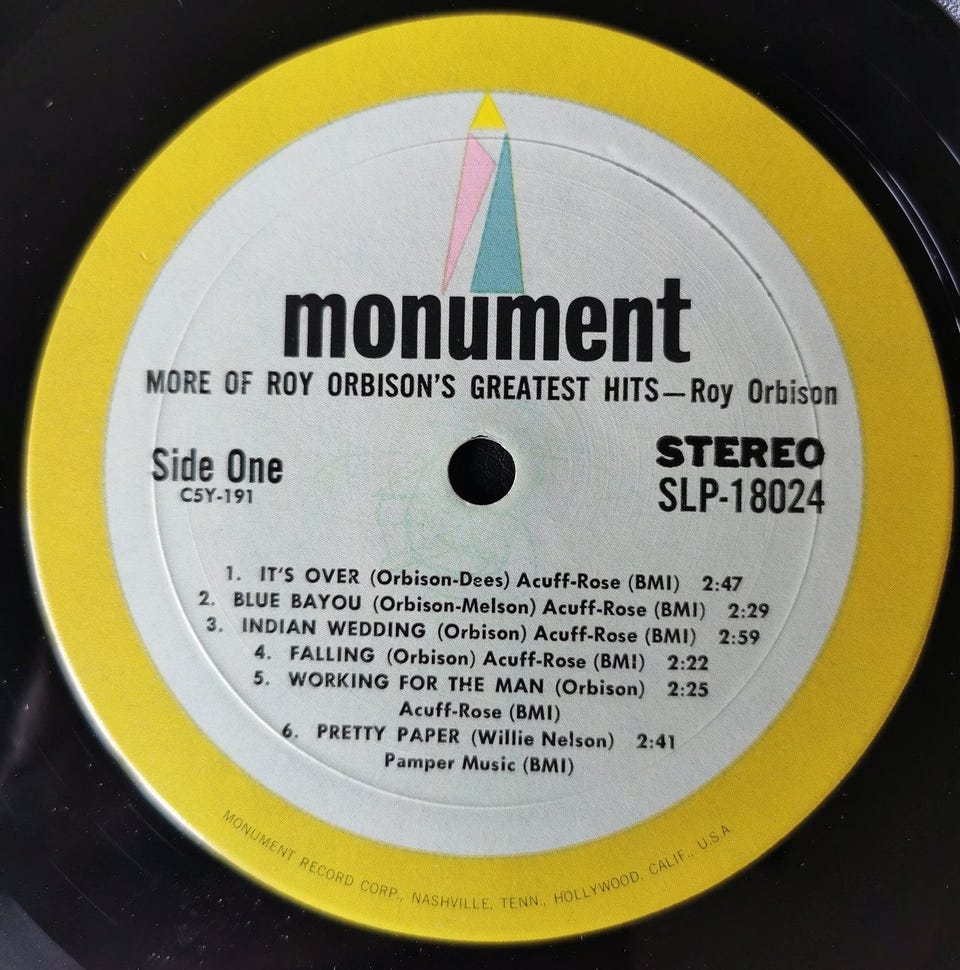 monument
MORE OF ROY ORBISON'S GREATEST HITS—Roy Orbison
Side One
C5Y-191
STEREO
SLP-18024
1. IT'S OVER (Orbison-Dees) Acuff-Rose (BMI) 2:47
2. BLUE BAYOU (Orbison-Melson) Acuff-Rose (BMI) 2:29
3. INDIAN WEDDING (Orbison) Acuff-Rose (BMI) 2:59
4. FALLING (Orbison) Acuff-Rose (BMI) 2:22
5. WORKING FOR THE MAN (Orbison) 2:25
Acuff-Rose (BMI)
6. PRETTY PAPER (Willie Nelson) 2:41
Pamper Music (BMI)
MONUMENT RECORD CORP., NASHVILLE, TENN., HOLLYWOOD, CALIF., U.S.A